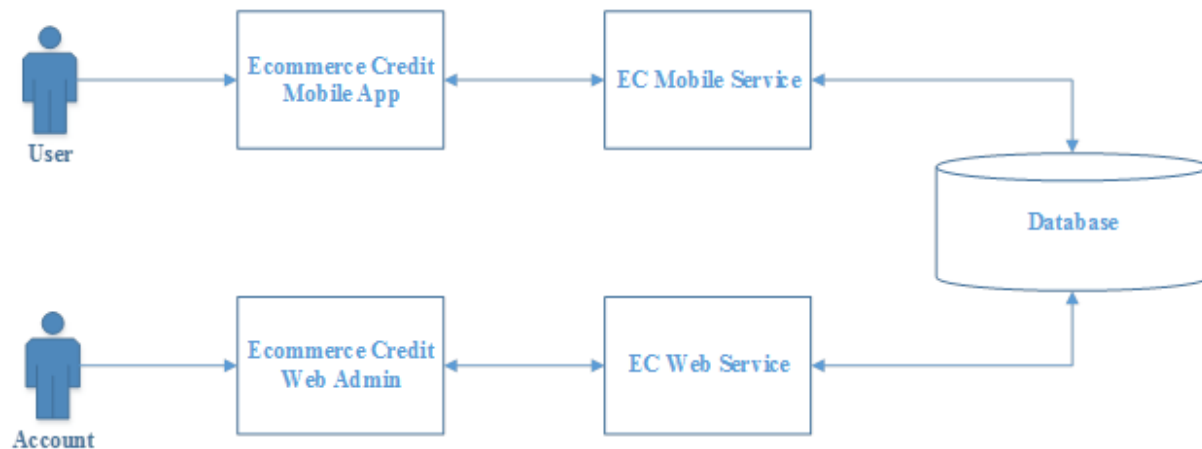 Ecommerce Credit
Mobile App
EC Mobile Service
User
Database
Ecommerce Credit
Web Admin
EC Web Service
Account